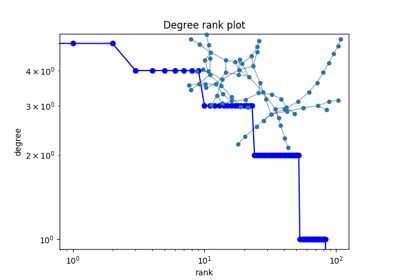 Degree rank plot
degree
4 × 10⁰
3 × 10⁰
2 × 10⁰
10⁰
10⁰
10¹
10²
rank